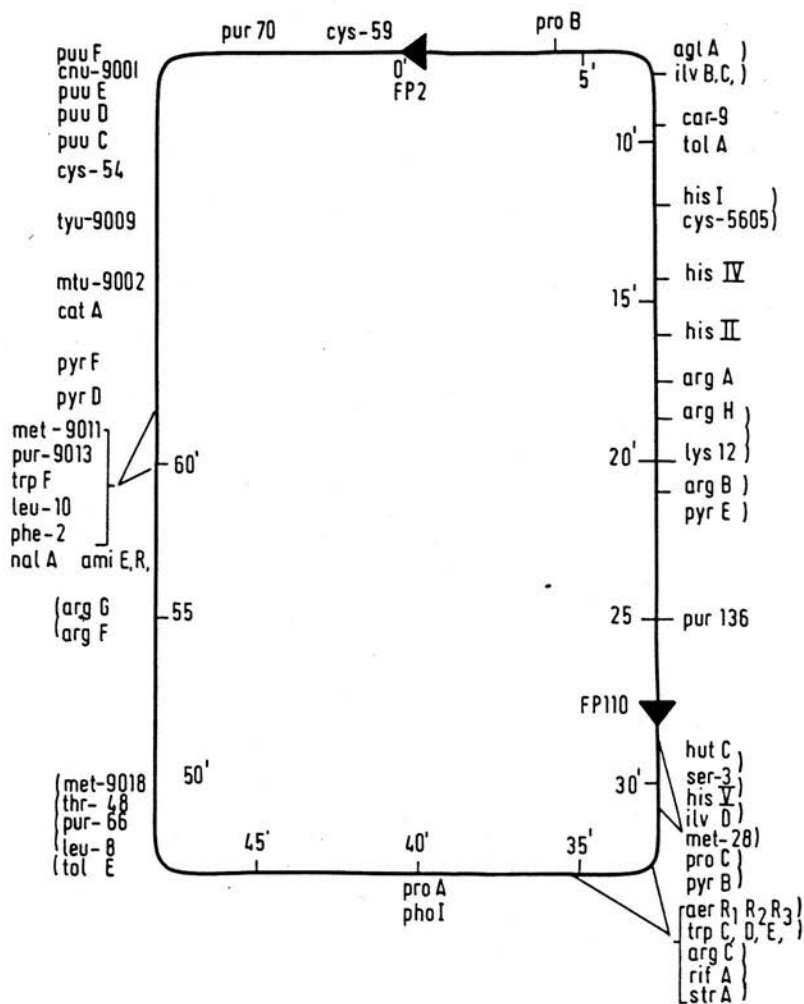 pur 70
cys-59
pro B
0'
FP2
5'
agl A )
ilv B,C, )
car-9
10'
tol A
his I )
cys-5605)
his IV
15'
his II
arg A
arg H )
20'
lys 12 )
arg B )
pyr E )
25
pur 136
FP110
hut C )
ser-3 )
30'
his V )
ilv D )
met-28)
pro C )
pyr B )
aer R1 R2 R3)
trp C, D, E, )
arg C )
rif A )
str A )
35'
40'
45'
pro A
pho I
50'
(met-9018
(thr-48
(pur-66
(leu-8
(tol E
55
(arg G
(arg F
60'
puu F
cnu-9001
puu E
puu D
puu C
cys-54
tyu-9009
mtu-9002
cat A
pyr F
pyr D
met-9011
pur-9013
trp F
leu-10
phe-2
nal A ami E,R,